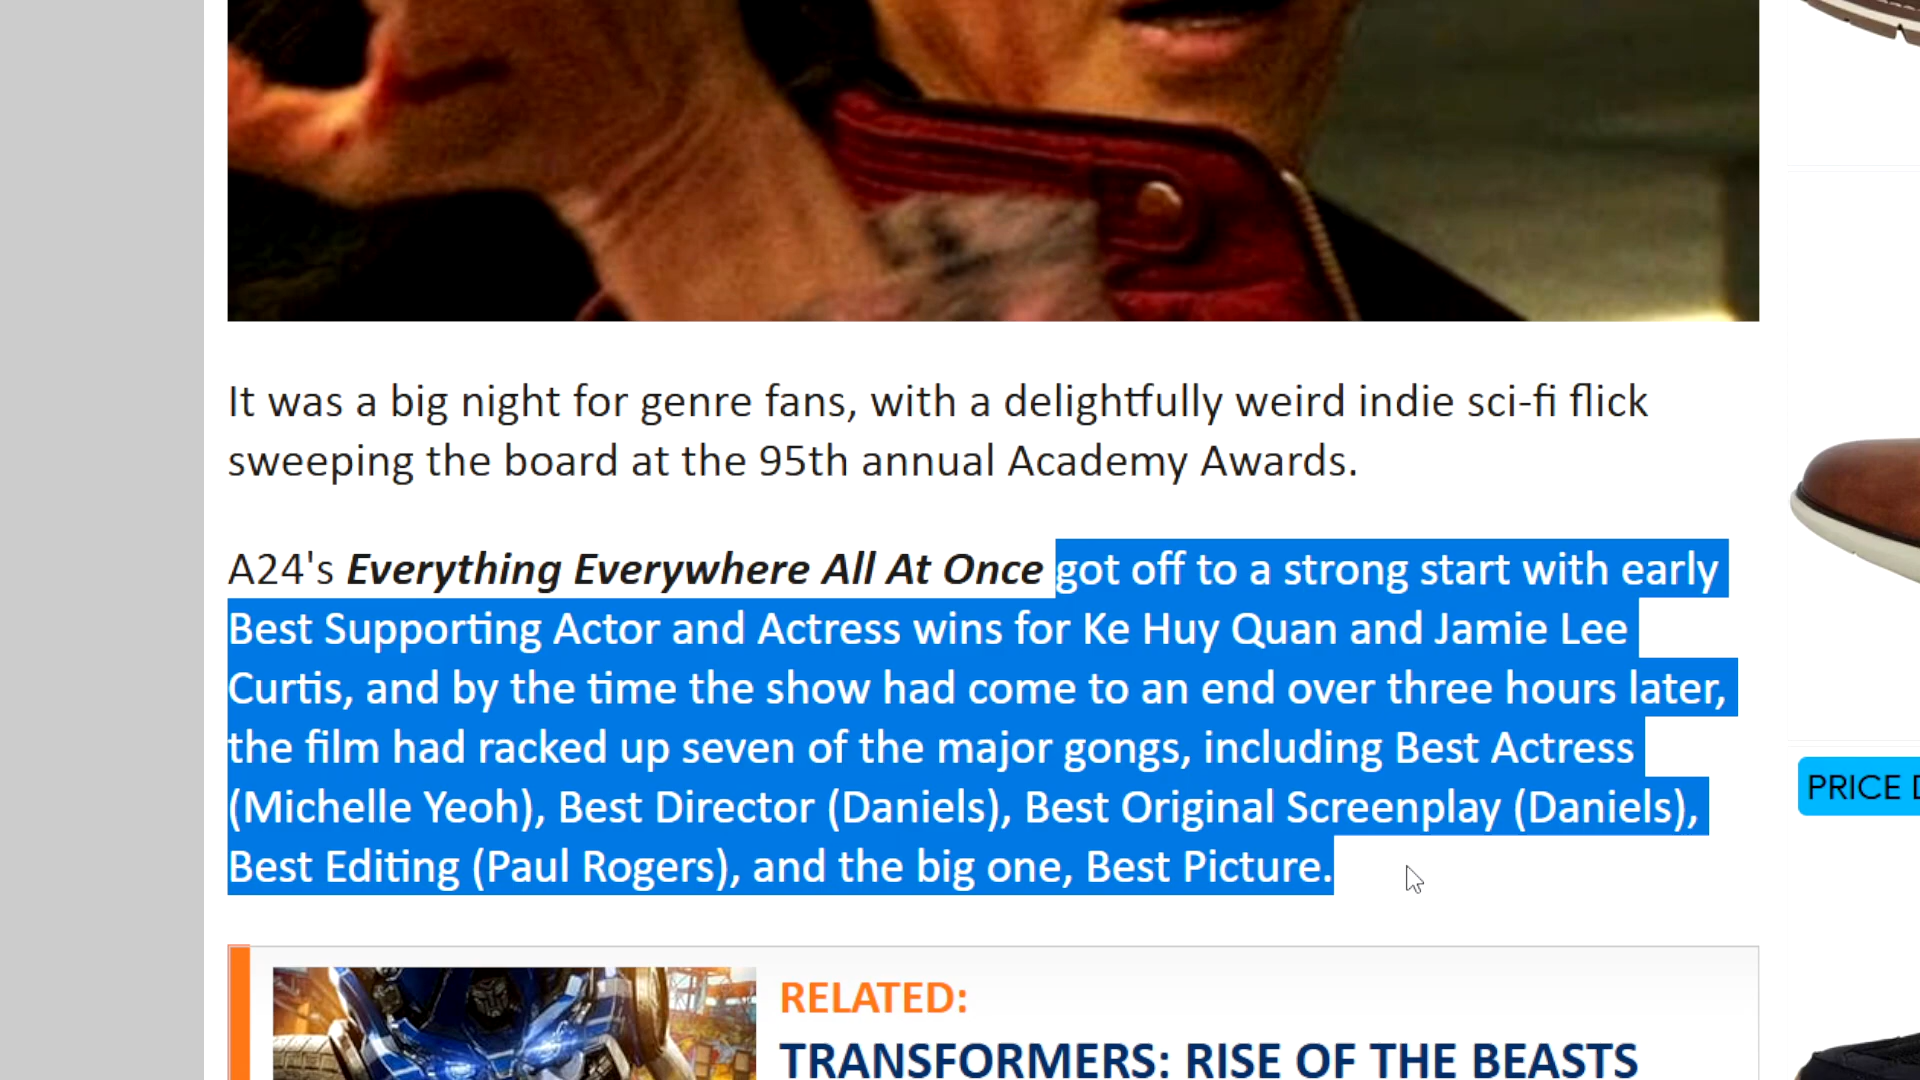 It was a big night for genre fans, with a delightfully weird indie sci-fi flick
sweeping the board at the 95th annual Academy Awards.
A24's Everything Everywhere All At Once got off to a strong start with early
Best Supporting Actor and Actress wins for Ke Huy Quan and Jamie Lee
Curtis, and by the time the show had come to an end over three hours later,
the film had racked up seven of the major gongs, including Best Actress
(Michelle Yeoh), Best Director (Daniels), Best Original Screenplay (Daniels),
Best Editing (Paul Rogers), and the big one, Best Picture.
PRICE
RELATED:
TRANSFORMERS: RISE OF THE BEASTS